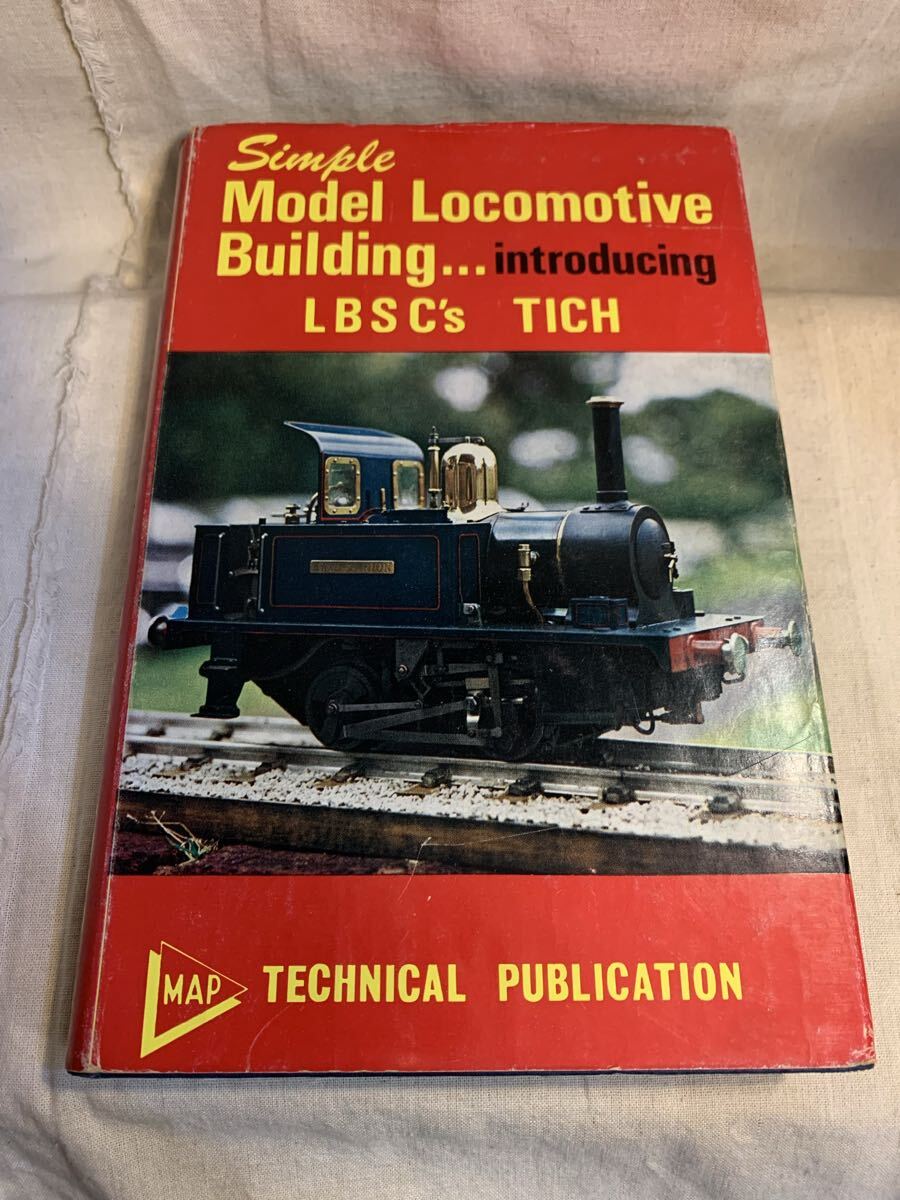 Simple
Model Locomotive
Building... introducing
LBSC's TICH
MAP TECHNICAL PUBLICATION